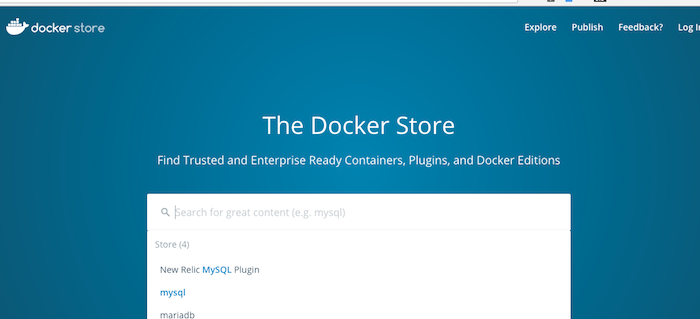 docker store
Explore Publish Feedback?
Log In
The Docker Store
Find Trusted and Enterprise Ready Containers, Plugins, and Docker Editions
Search for great content (e.g. mysql)
Store (4)
New Relic MySQL Plugin
mysql
mariadb